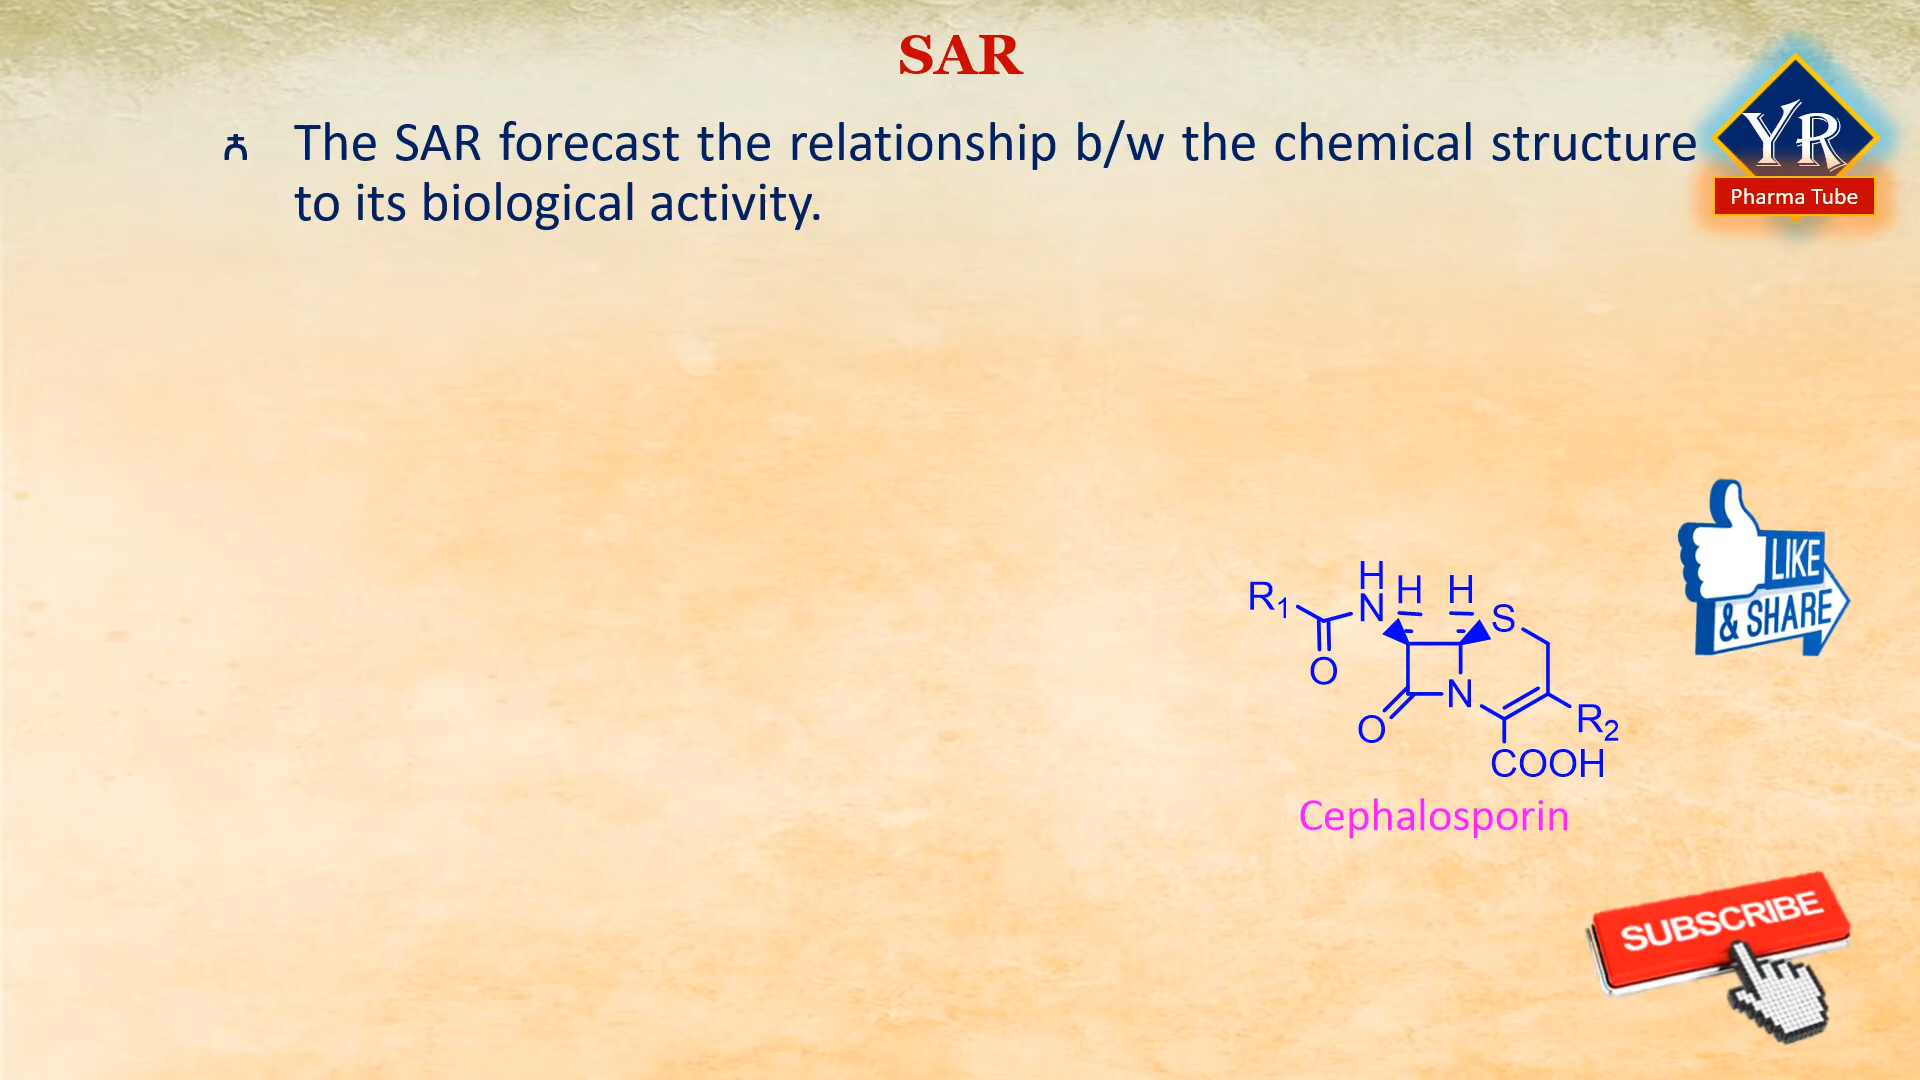 SAR
The SAR forecast the relationship b/w the chemical structure
to its biological activity.
YR
Pharma Tube
LIKE
& SHARE
H
R1 N H H S
O
N
O R2
COOH
Cephalosporin
SUBSCRIBE